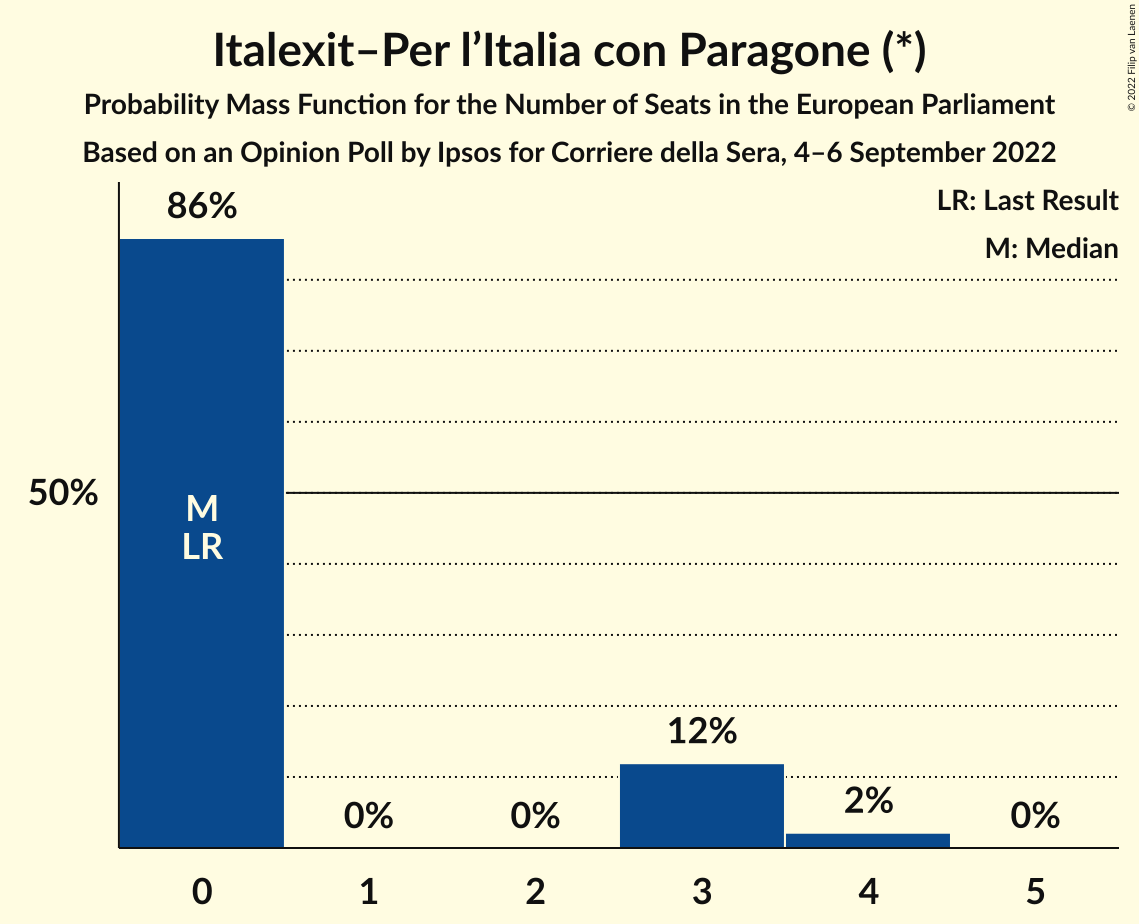 Italexit–Per l’Italia con Paragone (*)
Probability Mass Function for the Number of Seats in the European Parliament
Based on an Opinion Poll by Ipsos for Corriere della Sera, 4–6 September 2022
© 2022 Filip van Laenen
LR: Last Result
M: Median
86%
50%
M
LR
12%
0%
0%
2%
0%
0
1
2
3
4
5